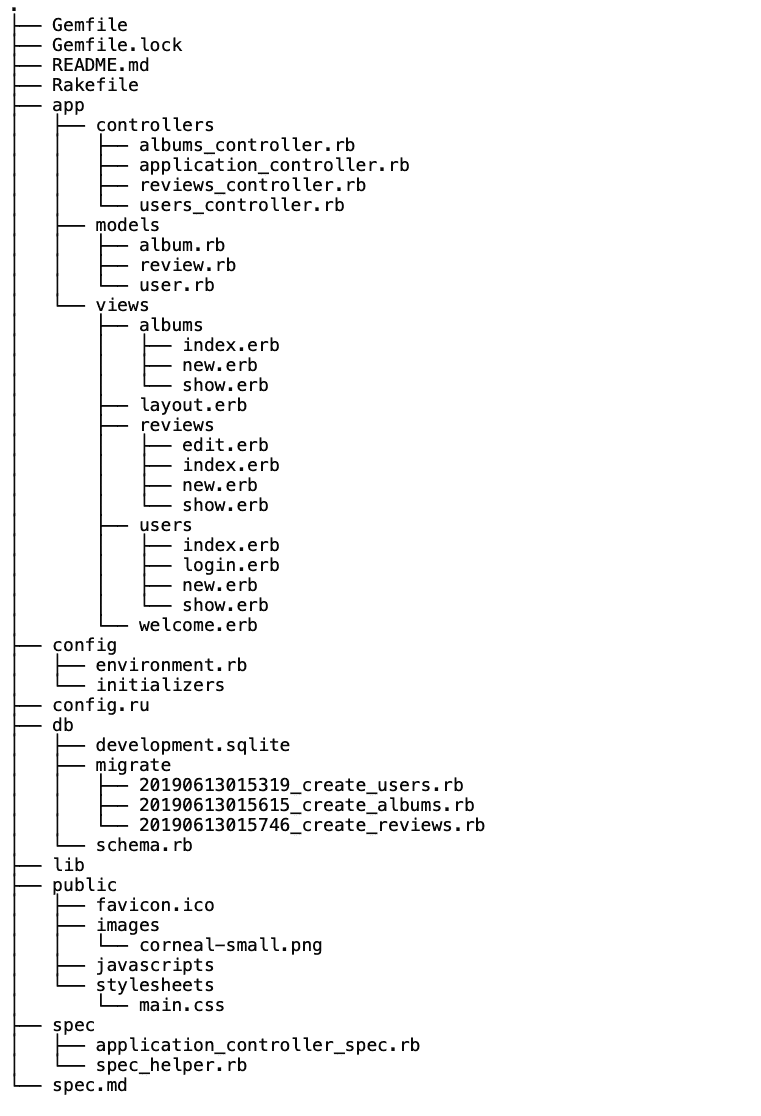 .
├── Gemfile
├── Gemfile.lock
├── README.md
├── Rakefile
├── app
│   ├── controllers
│   │   ├── albums_controller.rb
│   │   ├── application_controller.rb
│   │   ├── reviews_controller.rb
│   │   └── users_controller.rb
│   ├── models
│   │   ├── album.rb
│   │   ├── review.rb
│   │   └── user.rb
│   └── views
│       ├── albums
│       │   ├── index.erb
│       │   ├── new.erb
│       │   └── show.erb
│       ├── layout.erb
│       ├── reviews
│       │   ├── edit.erb
│       │   ├── index.erb
│       │   ├── new.erb
│       │   └── show.erb
│       ├── users
│       │   ├── index.erb
│       │   ├── login.erb
│       │   ├── new.erb
│       │   └── show.erb
│       └── welcome.erb
├── config
│   ├── environment.rb
│   └── initializers
├── config.ru
├── db
│   ├── development.sqlite
│   ├── migrate
│   │   ├── 20190613015319_create_users.rb
│   │   ├── 20190613015615_create_albums.rb
│   │   └── 20190613015746_create_reviews.rb
│   └── schema.rb
├── lib
├── public
│   ├── favicon.ico
│   ├── images
│   │   └── corneal-small.png
│   ├── javascripts
│   └── stylesheets
│       └── main.css
├── spec
│   ├── application_controller_spec.rb
│   └── spec_helper.rb
└── spec.md